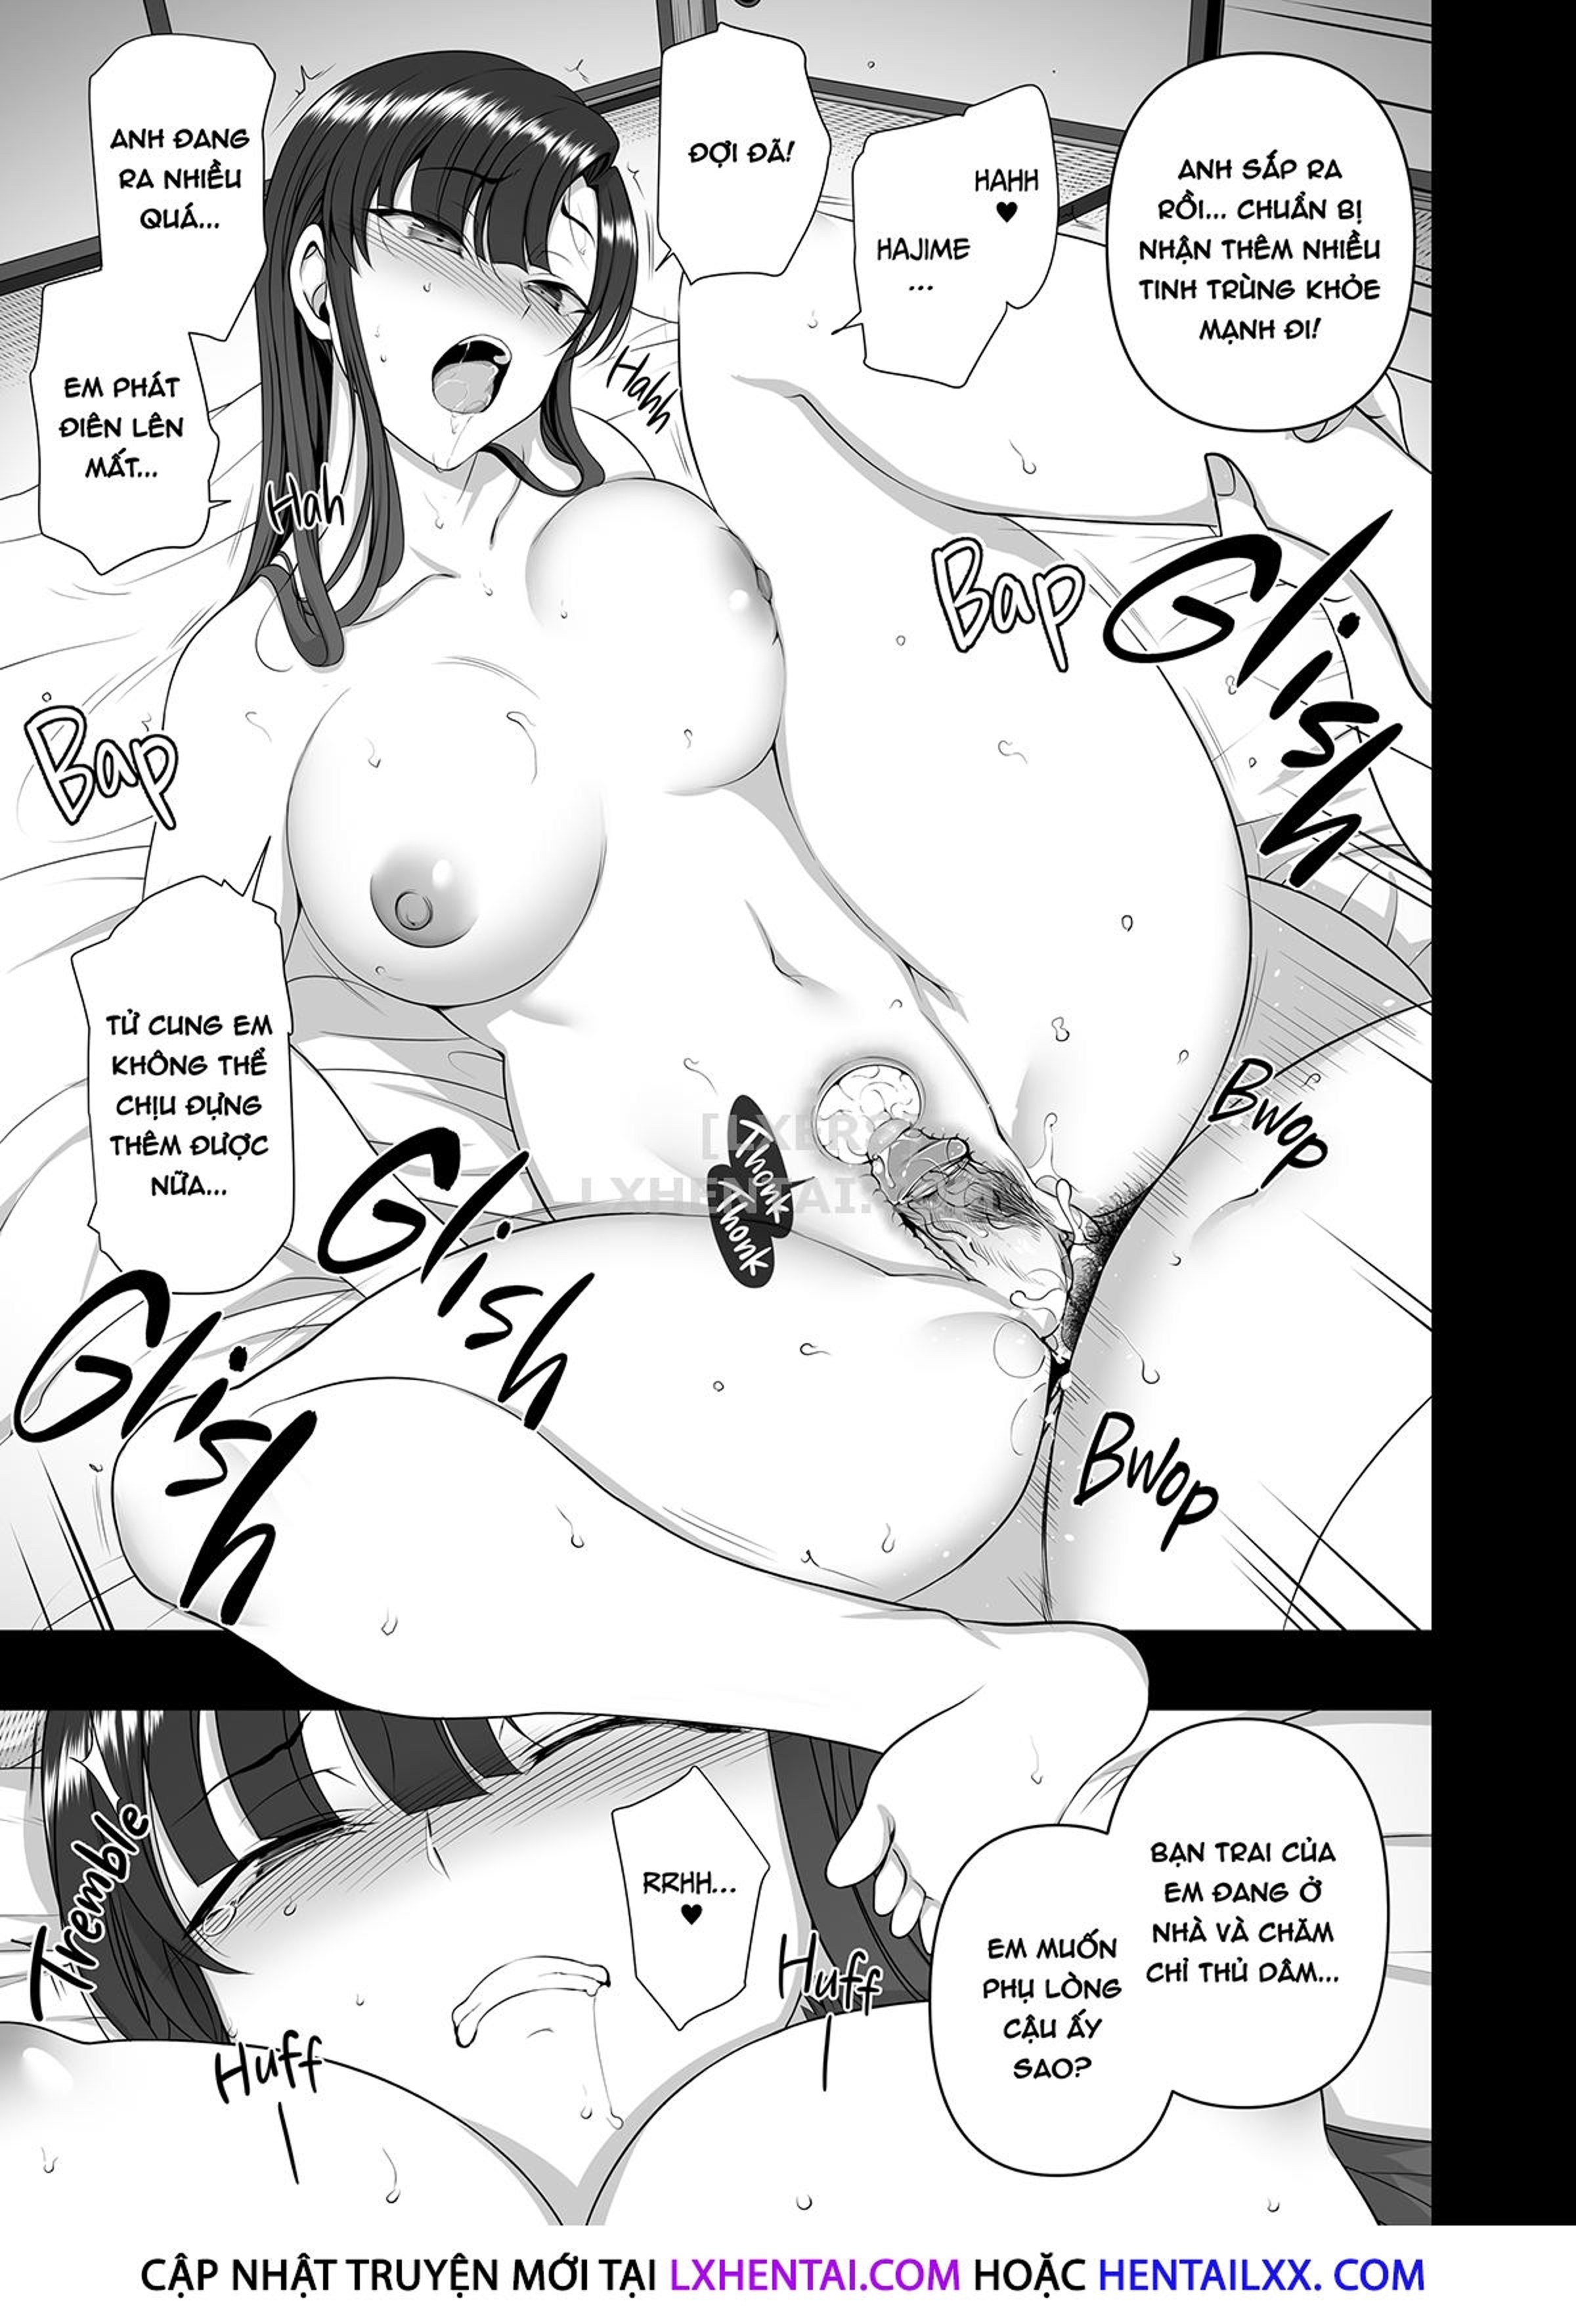 ANH SẮP RA
RỒI... CHUẨN BỊ
NHẬN THÊM NHIỀU
TINH TRÙNG KHỎE
MẠNH ĐI!
HAHH
♥
HAJIME
...
ĐỢI ĐÃ!
ANH ĐANG
RA NHIỀU
QUÁ...
EM PHÁT
ĐIÊN LÊN
MẤT...
Hahh
Hah
Bap
Glish
Bap
TỬ CUNG EM
KHÔNG THỂ
CHỊU ĐỰNG
THÊM ĐƯỢC
NỮA...
Bwop
Thonk
Thonk
Glish
Glish
Bwop
BẠN TRAI CỦA
EM ĐANG Ở
NHÀ VÀ CHĂM
CHỈ THỦ DÂM...
EM MUỐN
PHỤ LÒNG
CẬU ẤY
SAO?
RRHH...
♥
Tremble
Huff
Huff
CẬP NHẬT TRUYỆN MỚI TẠI LXHENTAI.COM HOẶC HENTAILXX. COM